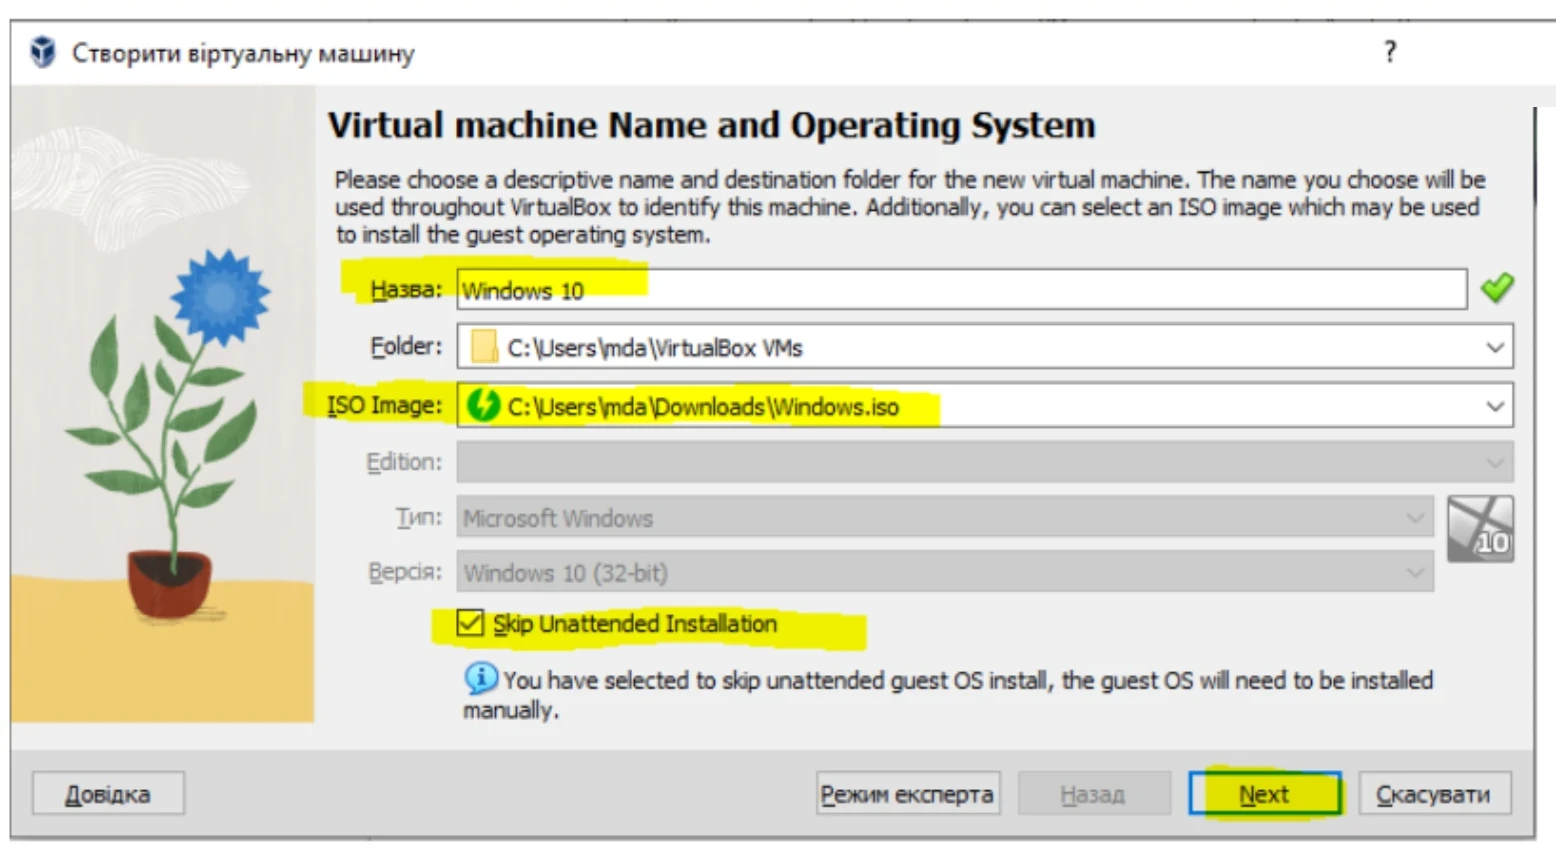 Створити віртуальну машину
?
Virtual machine Name and Operating System
Please choose a descriptive name and destination folder for the new virtual machine. The name you choose will be
used throughout VirtualBox to identify this machine. Additionally, you can select an ISO image which may be used
to install the guest operating system.
Назва: Windows 10
Folder: C:\Users\mda\VirtualBox VMs
ISO Image: C:\Users\mda\Downloads\Windows.iso
Edition:
Тип: Microsoft Windows
10
Версія: Windows 10 (32-bit)
Skip Unattended Installation
You have selected to skip unattended guest OS install, the guest OS will need to be installed
manually.
Довідка Режим експерта Назад Next Скасувати